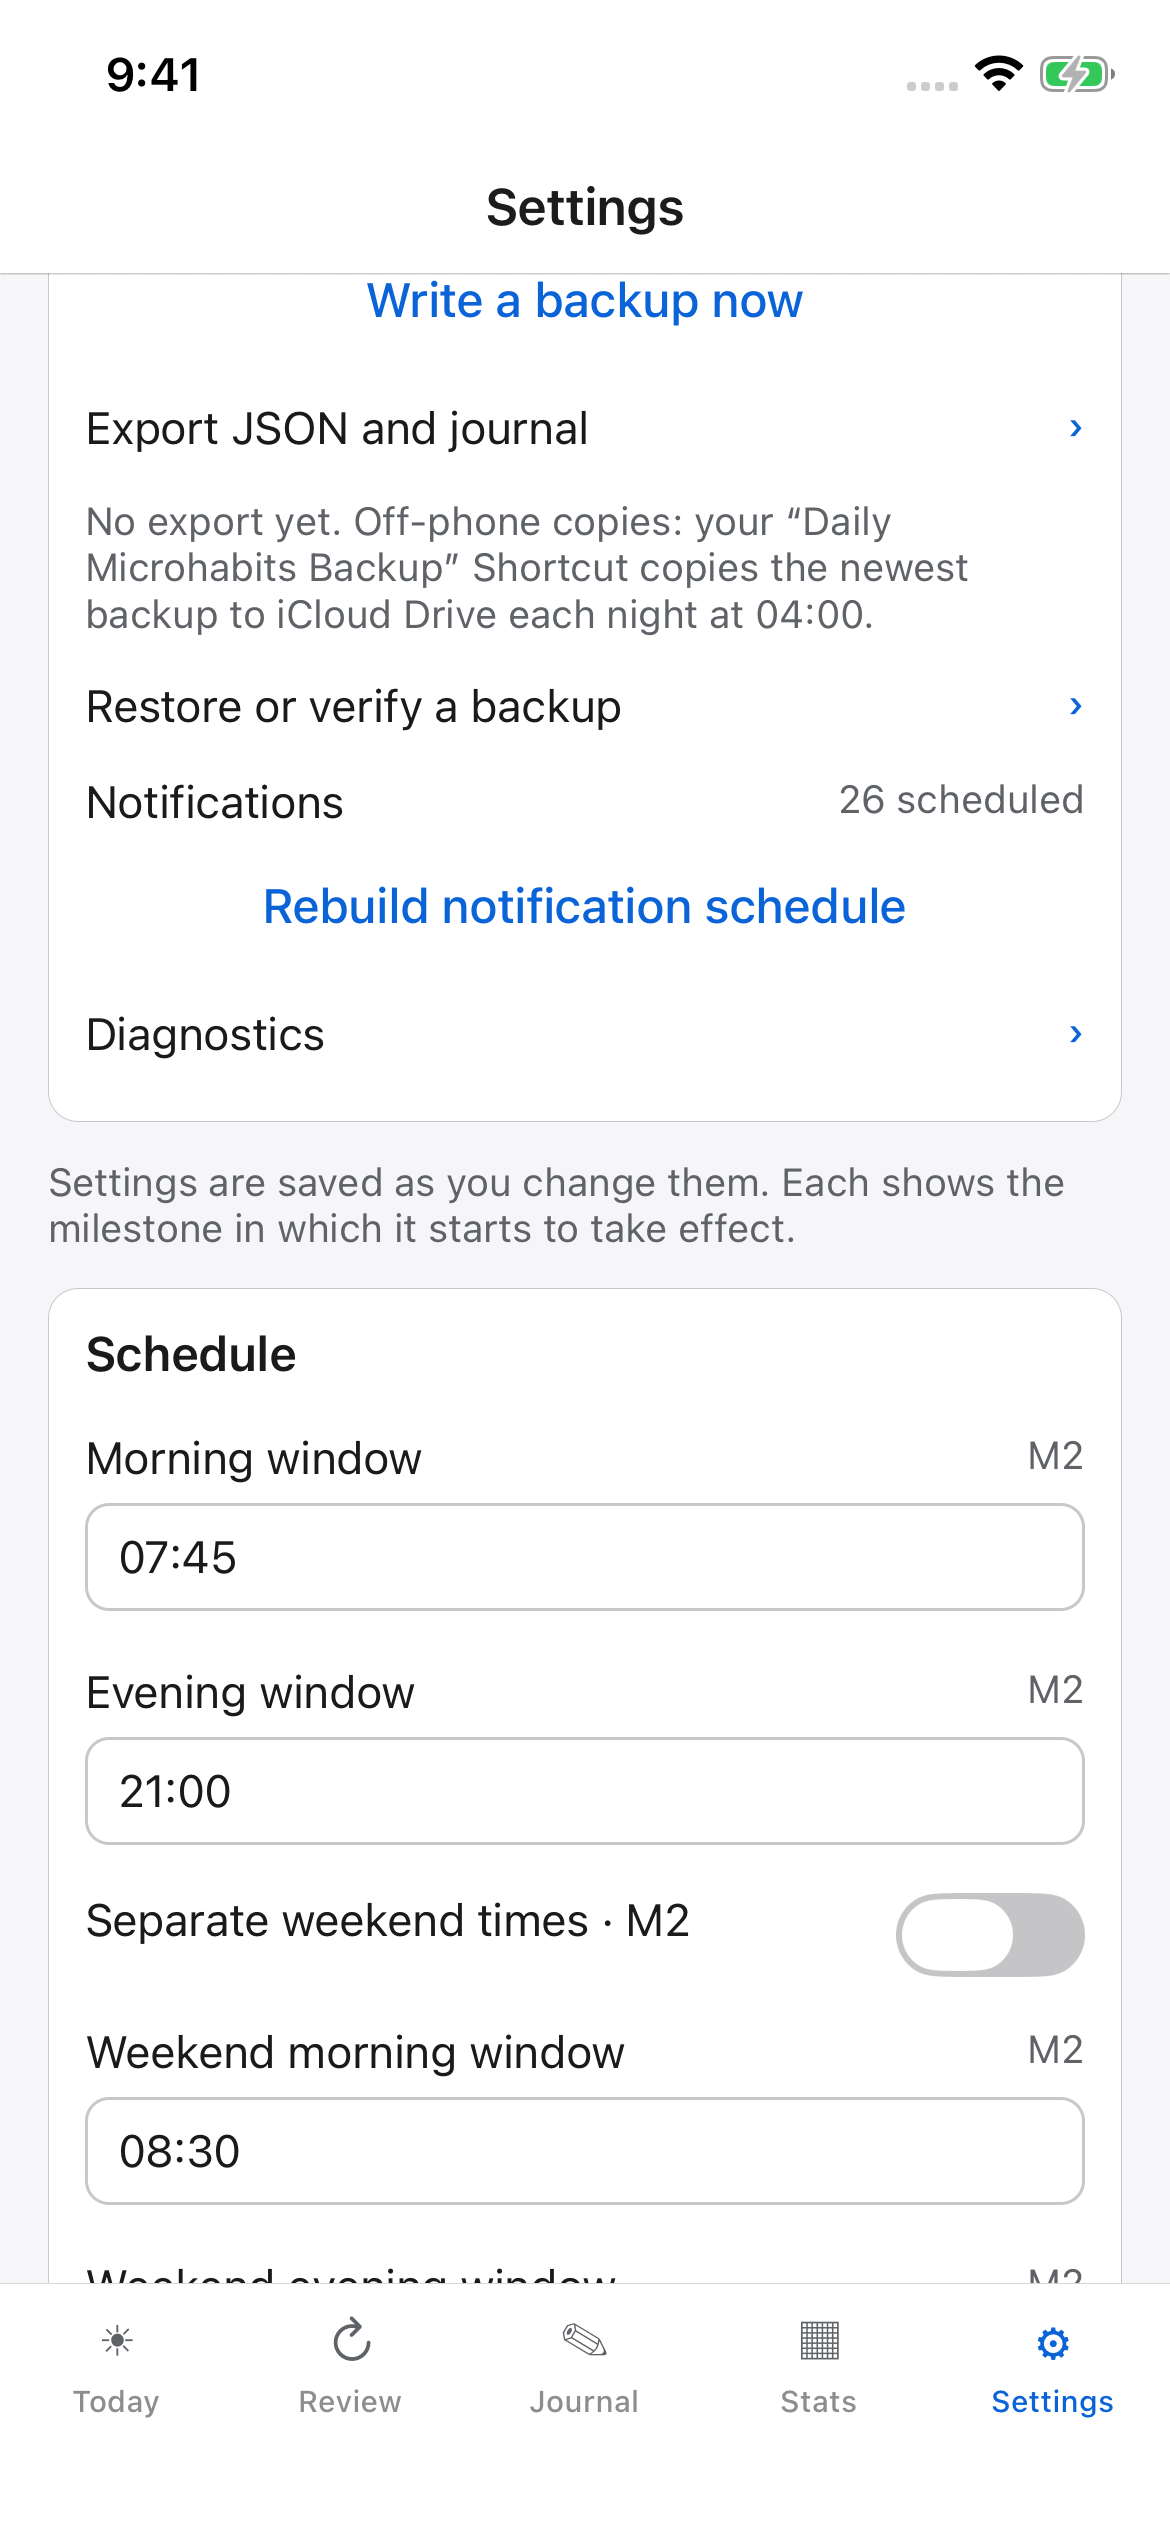 9:41
Settings
Write a backup now
Export JSON and journal
No export yet. Off-phone copies: your “Daily
Microhabits Backup” Shortcut copies the newest
backup to iCloud Drive each night at 04:00.
Restore or verify a backup
Notifications 26 scheduled
Rebuild notification schedule
Diagnostics
Settings are saved as you change them. Each shows the
milestone in which it starts to take effect.
Schedule
Morning window M2
07:45
Evening window M2
21:00
Separate weekend times · M2
Weekend morning window M2
08:30
Weekend evening window M2
Today Review Journal Stats Settings